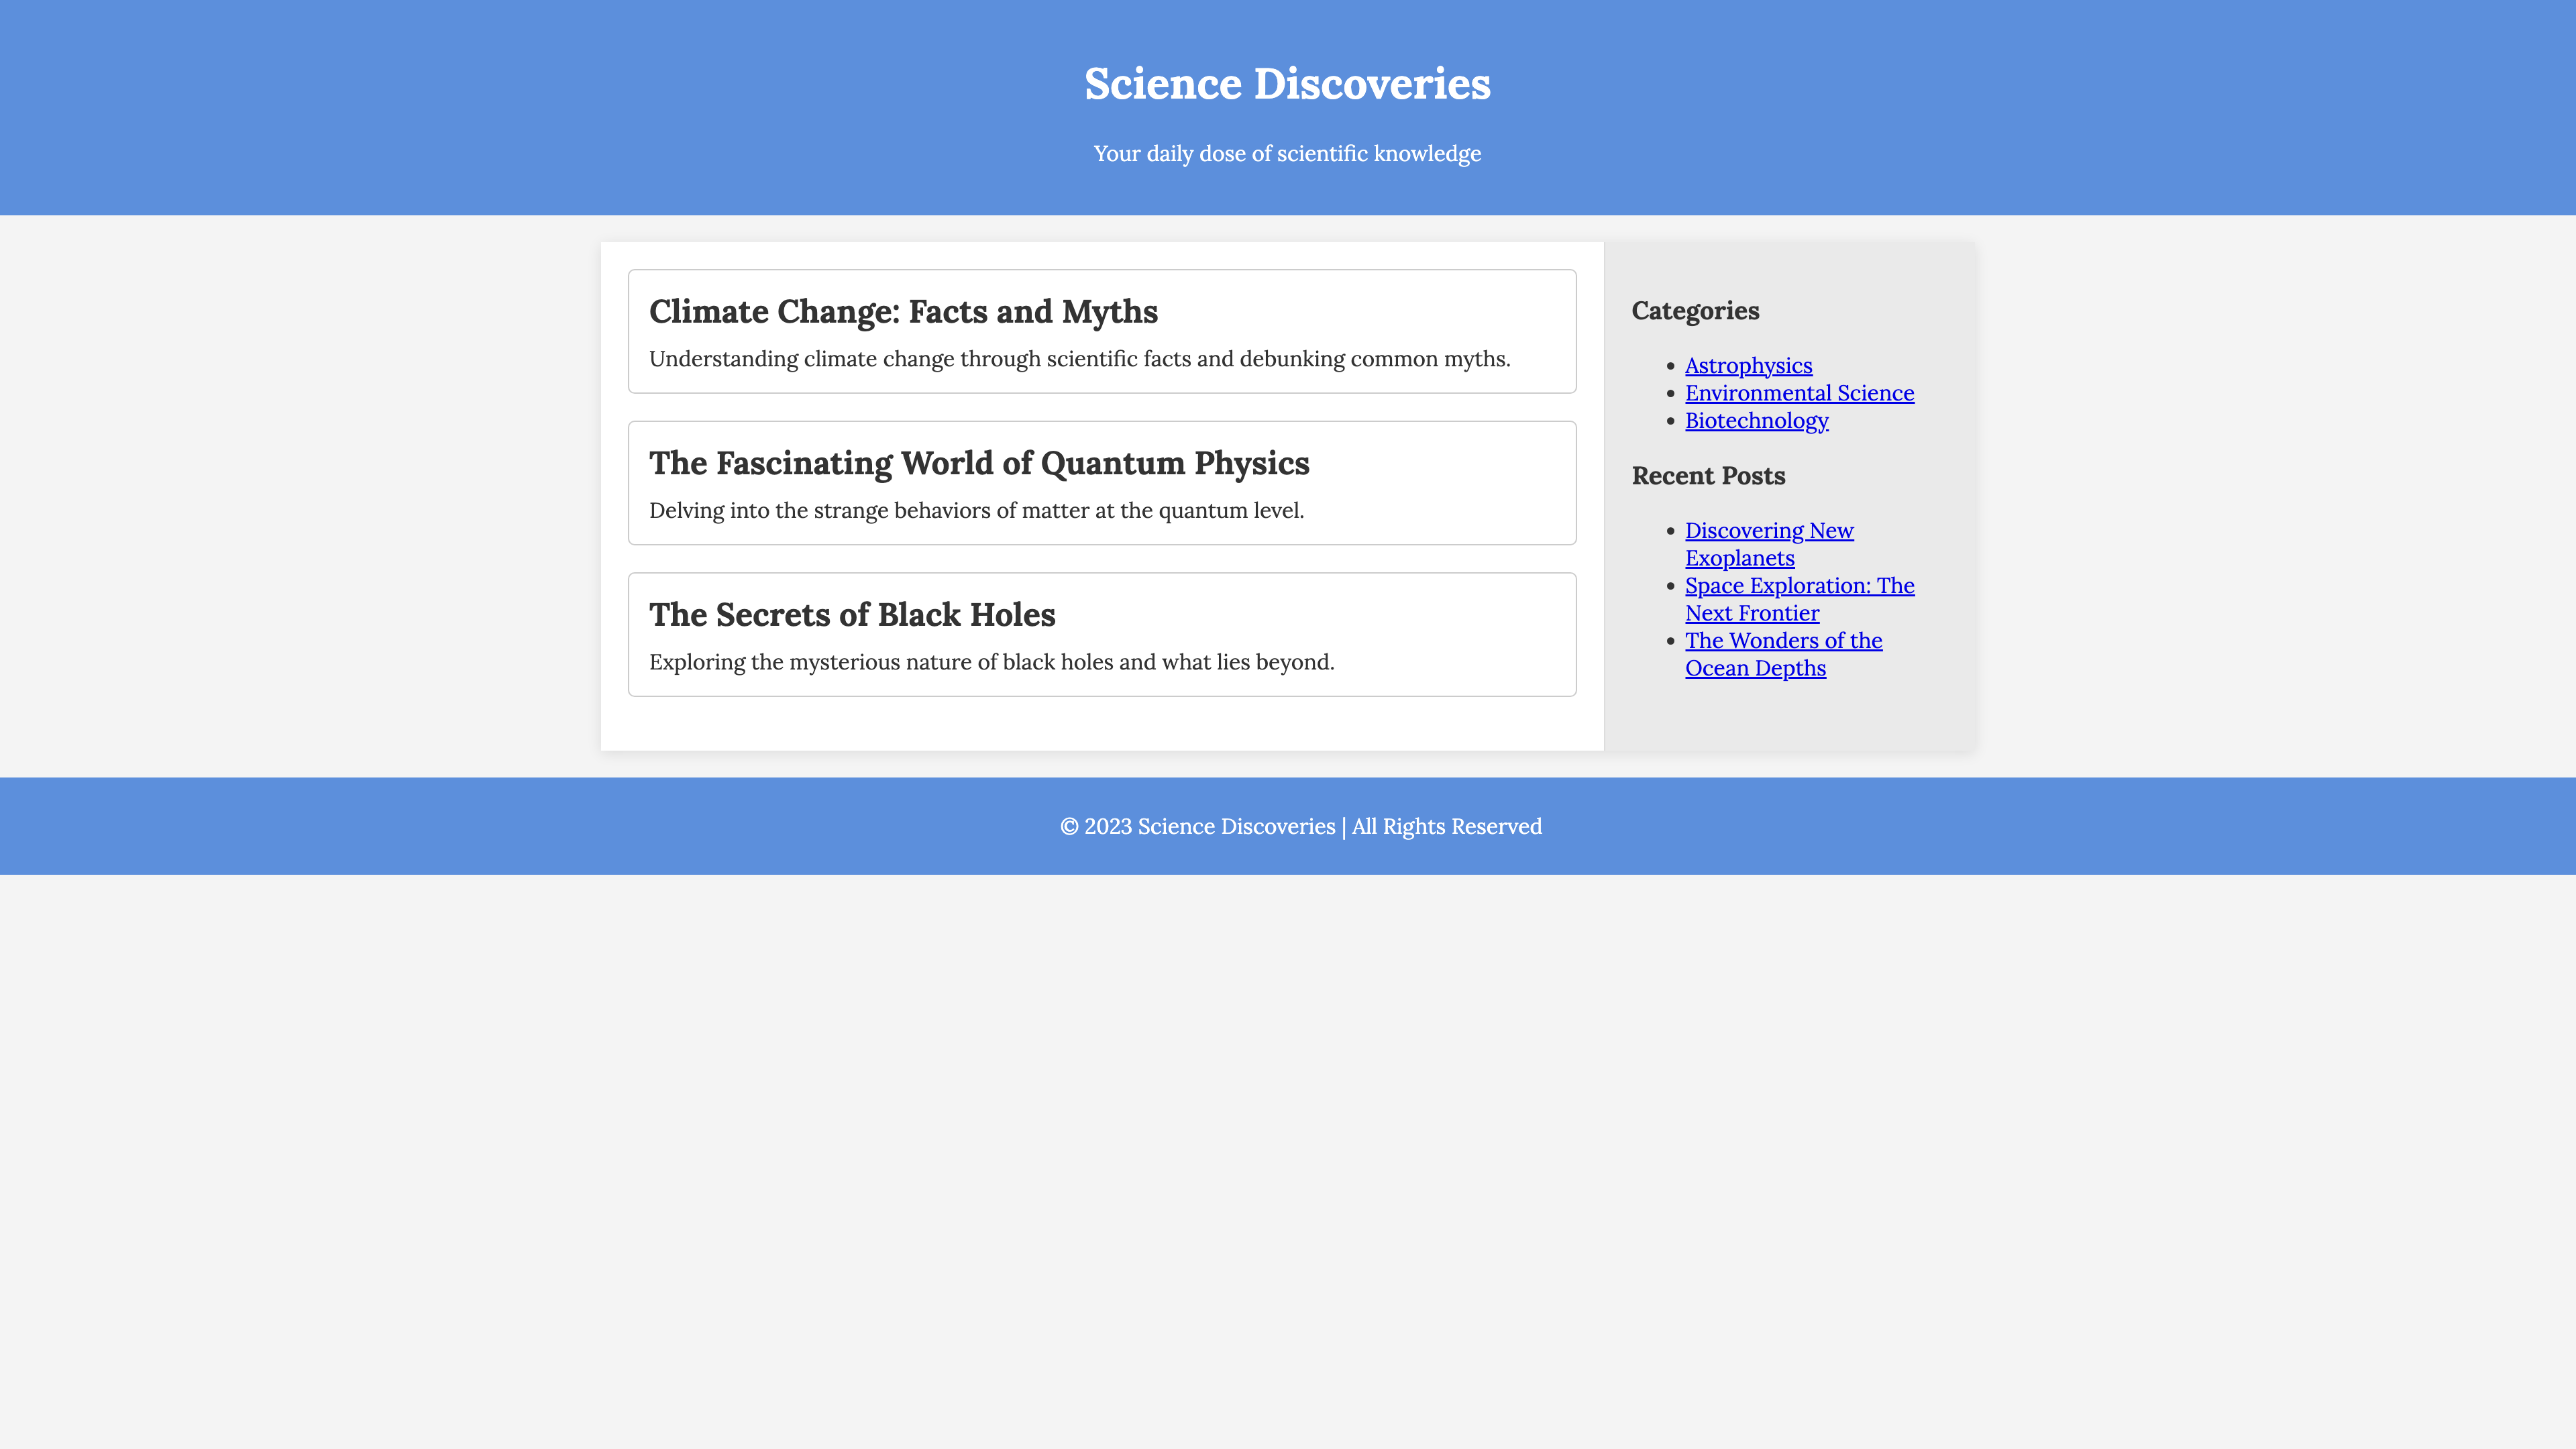 Science Discoveries
Your daily dose of scientific knowledge
Climate Change: Facts and Myths
Understanding climate change through scientific facts and debunking common myths.
The Fascinating World of Quantum Physics
Delving into the strange behaviors of matter at the quantum level.
The Secrets of Black Holes
Exploring the mysterious nature of black holes and what lies beyond.
Categories
Astrophysics
Environmental Science
Biotechnology
Recent Posts
Discovering New
Exoplanets
Space Exploration: The
Next Frontier
The Wonders of the
Ocean Depths
© 2023 Science Discoveries | All Rights Reserved